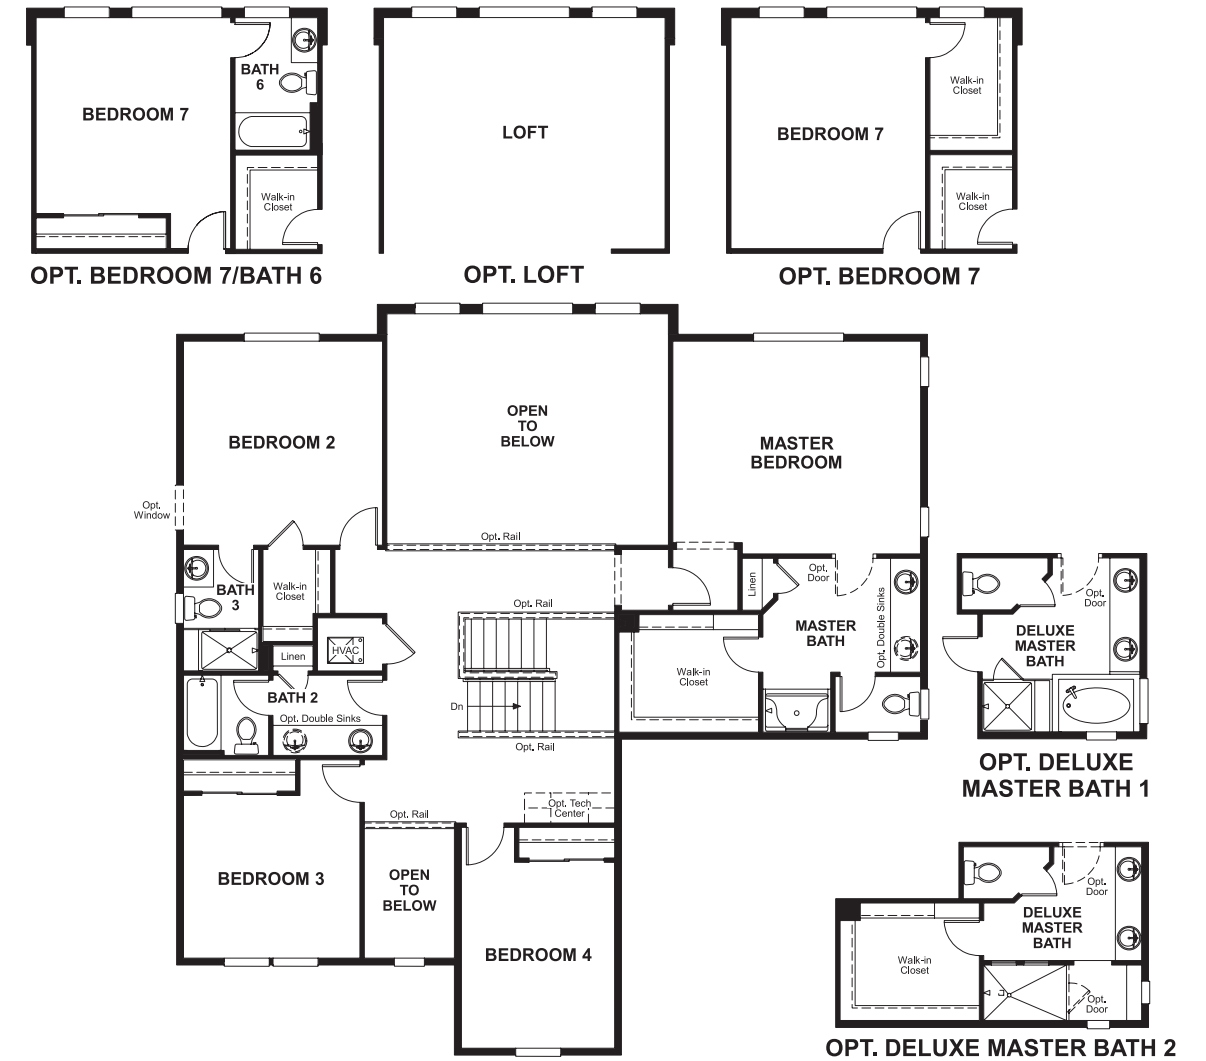 BEDROOM 7
BATH
6
Walk-in
Closet
OPT. BEDROOM 7/BATH 6
LOFT
OPT. LOFT
BEDROOM 7
Walk-in
Closet
Walk-in
Closet
OPT. BEDROOM 7
BEDROOM 2
OPEN
TO
BELOW
MASTER
BEDROOM
Opt.
Window
Opt. Rail
BATH
3
Walk-in
Closet
Opt. Rail
Linen
Opt.
Door
MASTER
BATH
Opt. Double Sinks
HVAC
Linen
Walk-in
Closet
BATH 2
Opt. Double Sinks
Dn
Opt. Rail
Opt.
Door
DELUXE
MASTER
BATH
OPT. DELUXE
MASTER BATH 1
Opt. Rail
Opt. Tech
Center
BEDROOM 3
OPEN
TO
BELOW
BEDROOM 4
Opt.
Door
DELUXE
MASTER
BATH
Walk-in
Closet
Opt.
Door
OPT. DELUXE MASTER BATH 2